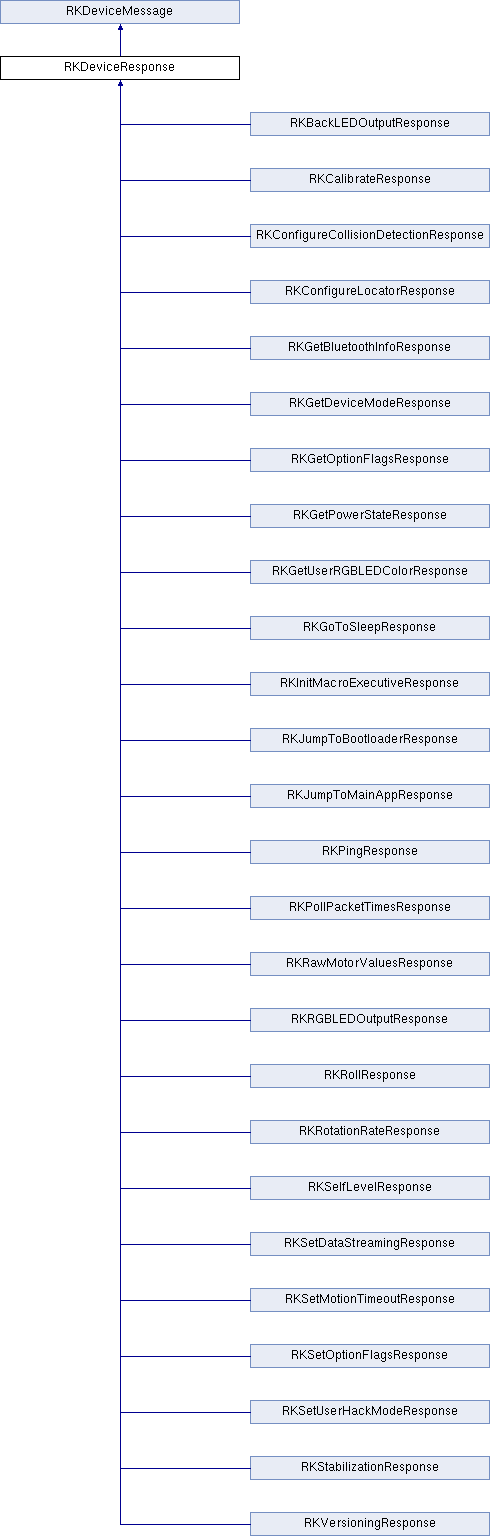 RKDeviceMessage
RKDeviceResponse
RKBackLEDOutputResponse
RKCalibrateResponse
RKConfigureCollisionDetectionResponse
RKConfigureLocatorResponse
RKGetBluetoothInfoResponse
RKGetDeviceModeResponse
RKGetOptionFlagsResponse
RKGetPowerStateResponse
RKGetUserRGBLEDColorResponse
RKGoToSleepResponse
RKInitMacroExecutiveResponse
RKJumpToBootloaderResponse
RKJumpToMainAppResponse
RKPingResponse
RKPollPacketTimesResponse
RKRawMotorValuesResponse
RKRGBLEDOutputResponse
RKRollResponse
RKRotationRateResponse
RKSelfLevelResponse
RKSetDataStreamingResponse
RKSetMotionTimeoutResponse
RKSetOptionFlagsResponse
RKSetUserHackModeResponse
RKStabilizationResponse
RKVersioningResponse